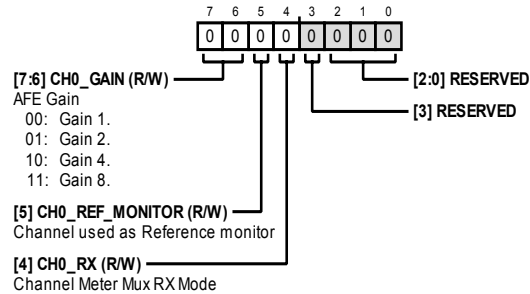 7 6 5 4 3 2 1 0
0 0 0 0 0 0 0 0
[7:6] CH0_GAIN (R/W)
AFE Gain
00: Gain 1.
01: Gain 2.
10: Gain 4.
11: Gain 8.
[5] CH0_REF_MONITOR (R/W)
Channel used as Reference monitor
[4] CH0_RX (R/W)
Channel Meter Mux RX Mode
[2:0] RESERVED
[3] RESERVED